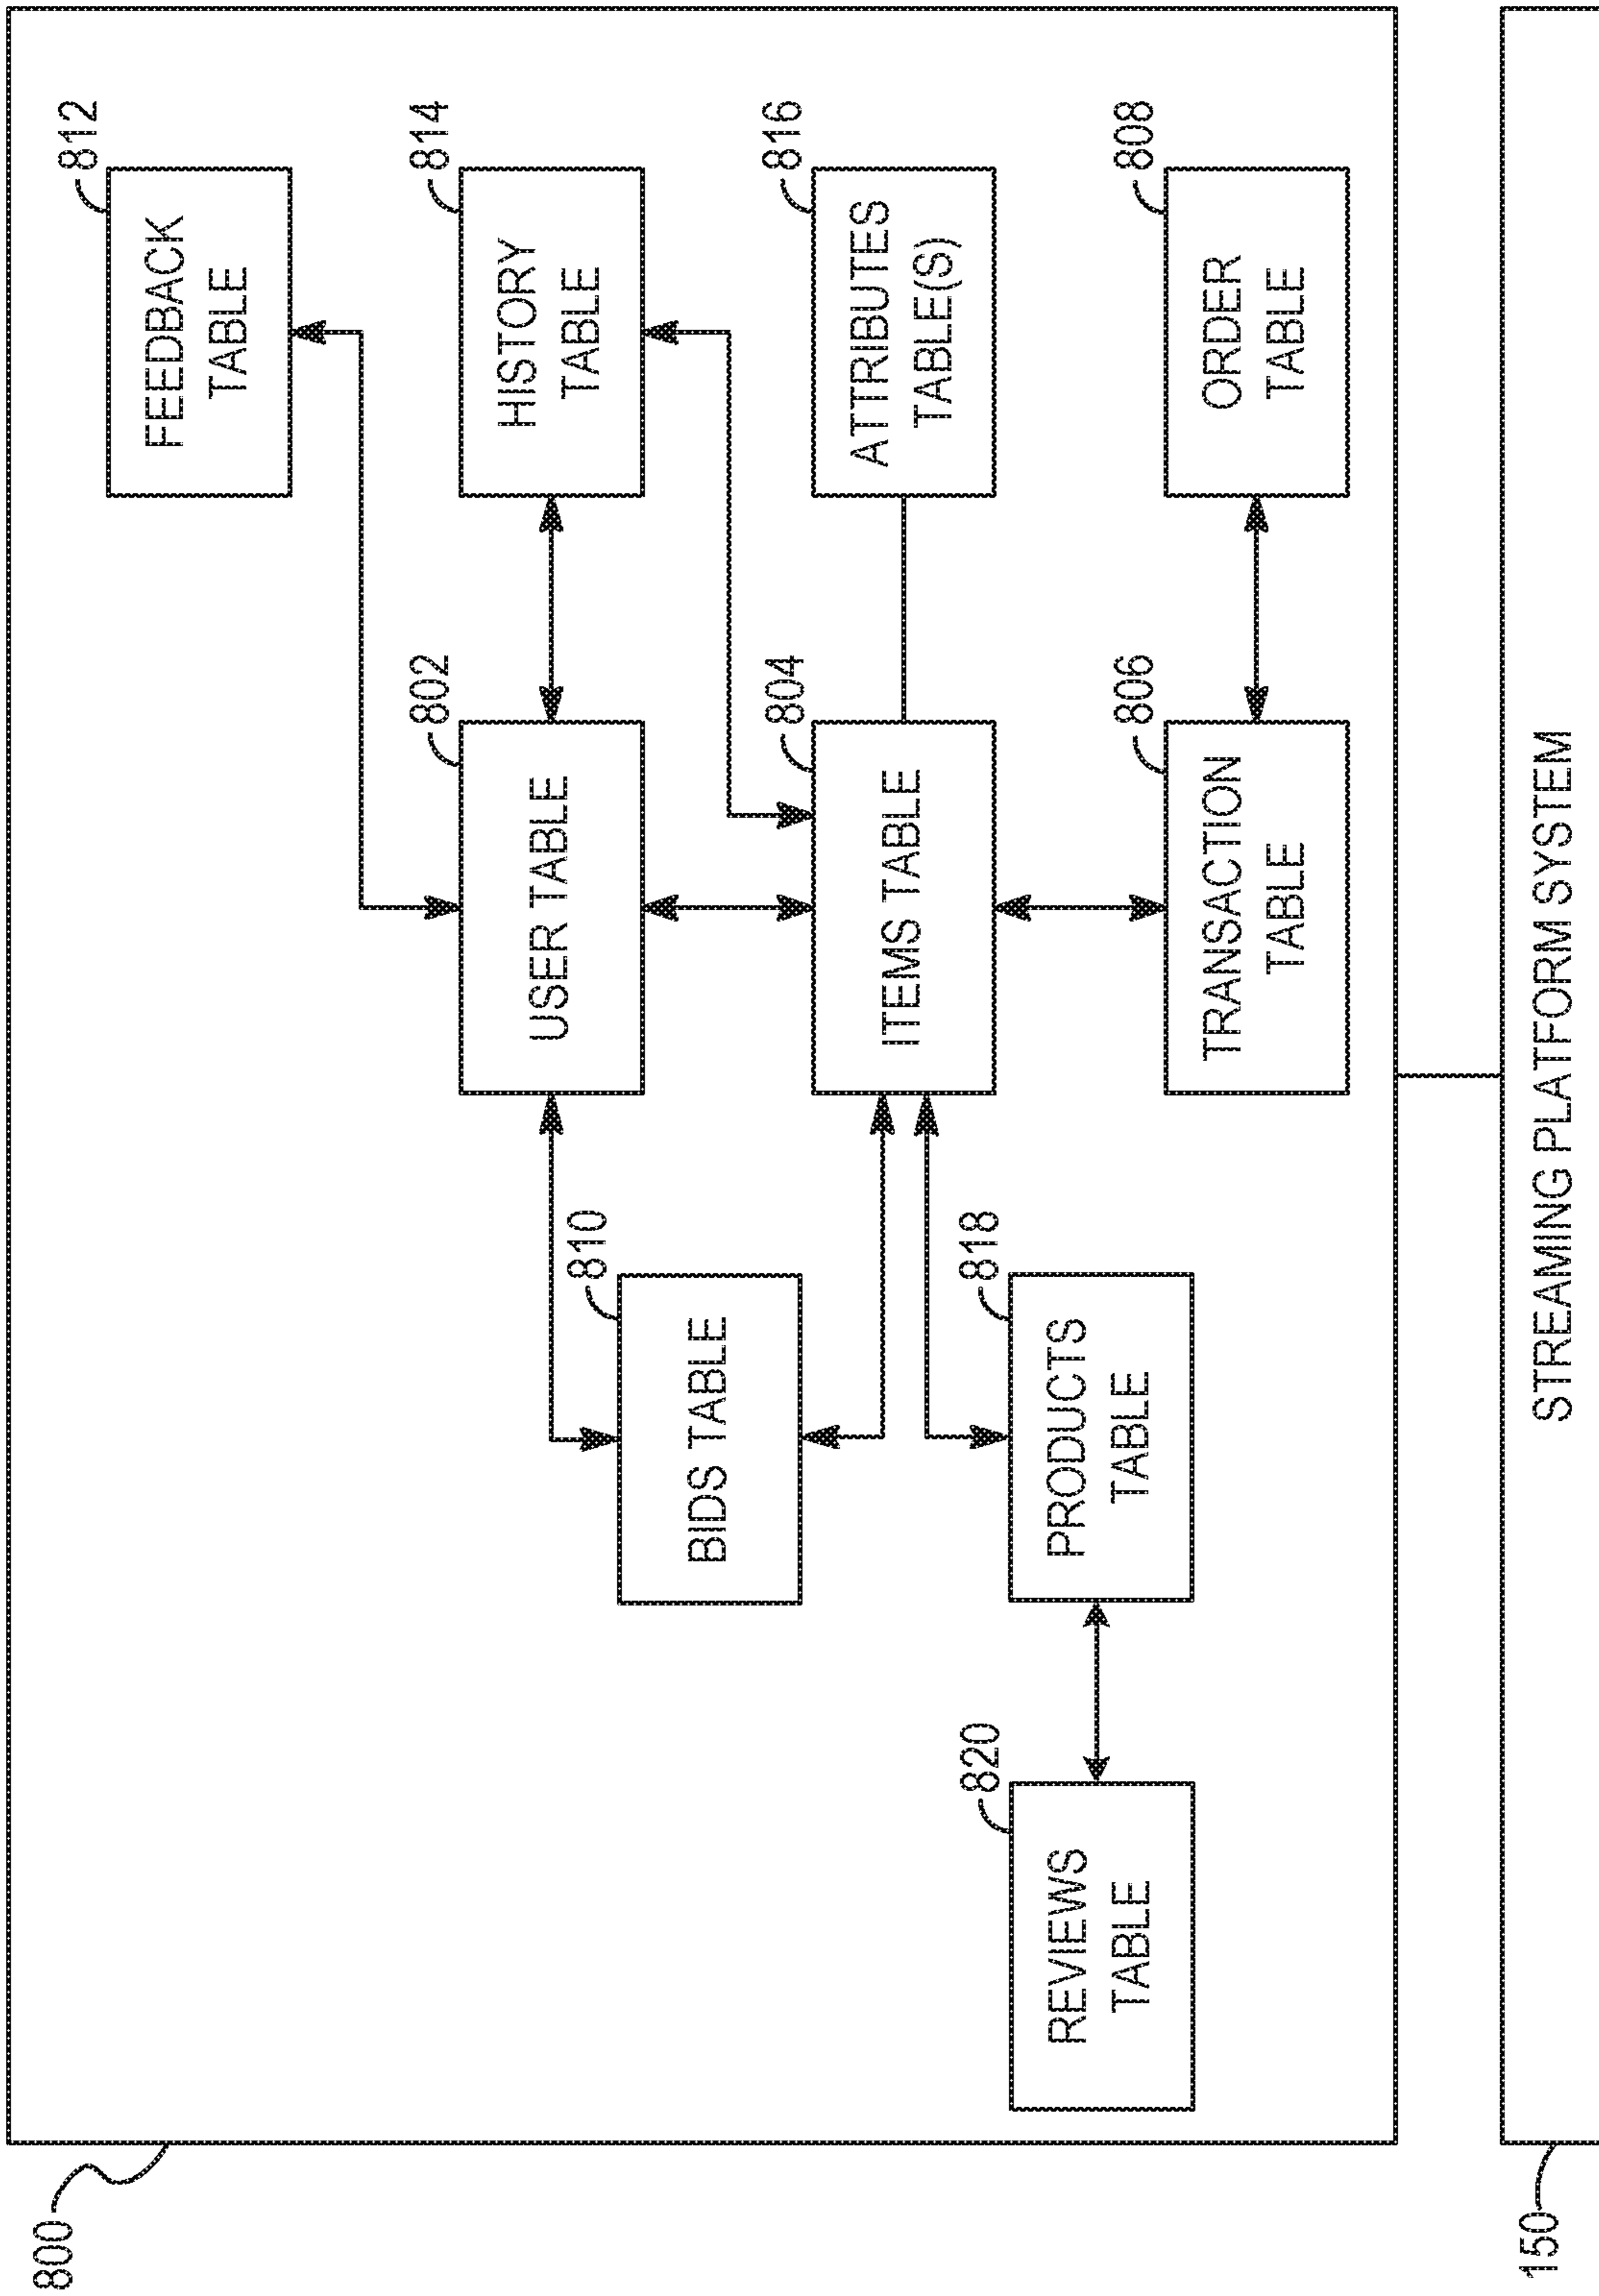 800
812
FEEDBACK
TABLE
802
USER TABLE
814
HISTORY
TABLE
810
BIDS TABLE
804
ITEMS TABLE
816
ATTRIBUTES
TABLE(S)
820
REVIEWS
TABLE
818
PRODUCTS
TABLE
806
TRANSACTION
TABLE
808
ORDER
TABLE
150
STREAMING PLATFORM SYSTEM